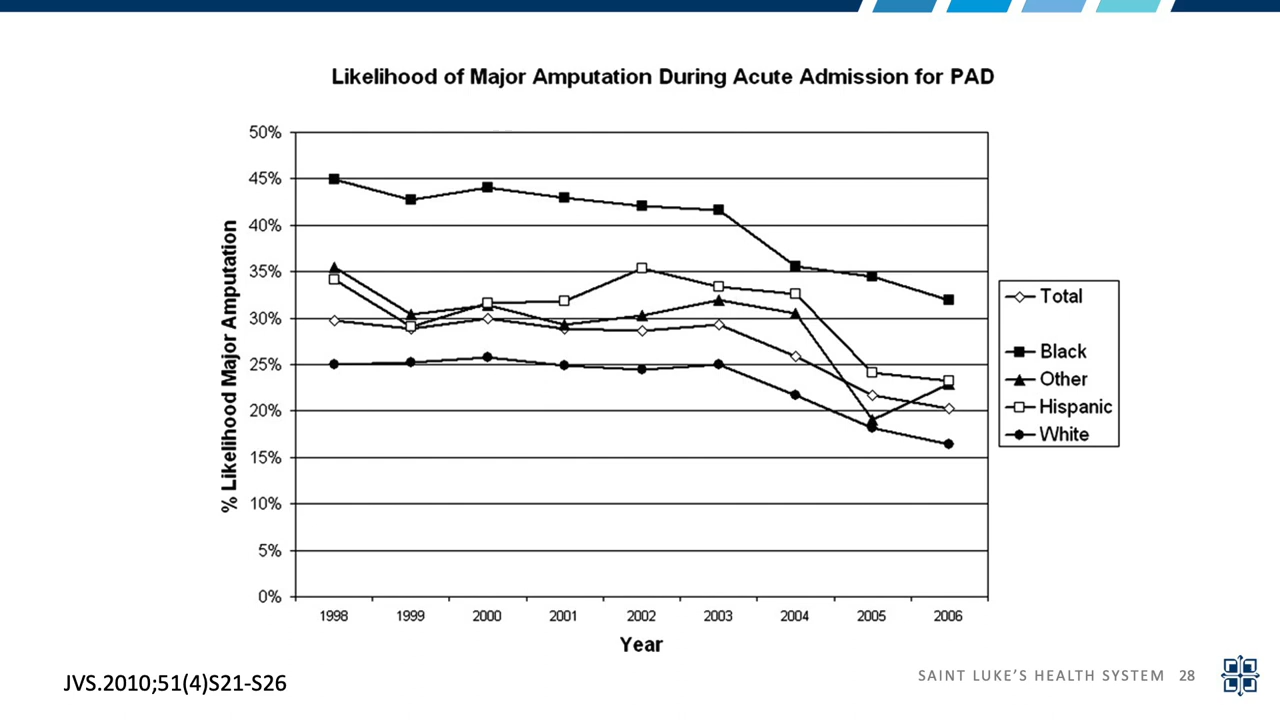 Likelihood of Major Amputation During Acute Admission for PAD
% Likelihood Major Amputation
50%
45%
40%
35%
30%
25%
20%
15%
10%
5%
0%
1998 1999 2000 2001 2002 2003 2004 2005 2006
Year
Total
Black
Other
Hispanic
White
JVS.2010;51(4)S21-S26
SAINT LUKE'S HEALTH SYSTEM 28